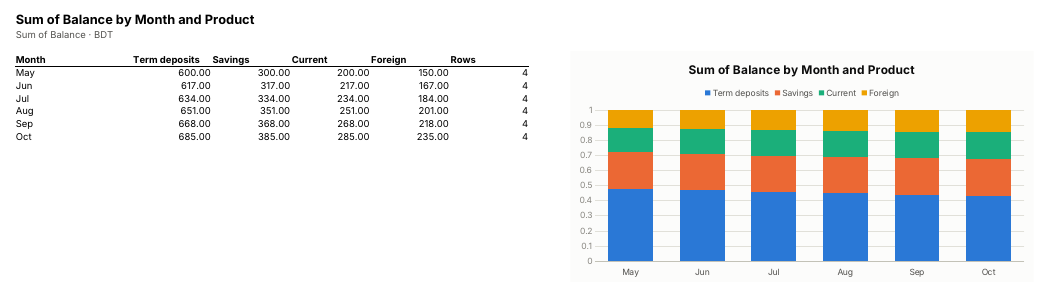 Sum of Balance by Month and Product
Sum of Balance · BDT
Month Term deposits Savings Current Foreign Rows
May 600.00 300.00 200.00 150.00 4
Jun 617.00 317.00 217.00 167.00 4
Jul 634.00 334.00 234.00 184.00 4
Aug 651.00 351.00 251.00 201.00 4
Sep 668.00 368.00 268.00 218.00 4
Oct 685.00 385.00 285.00 235.00 4
Sum of Balance by Month and Product
Term deposits Savings Current Foreign
1
0.9
0.8
0.7
0.6
0.5
0.4
0.3
0.2
0.1
0
May Jun Jul Aug Sep Oct